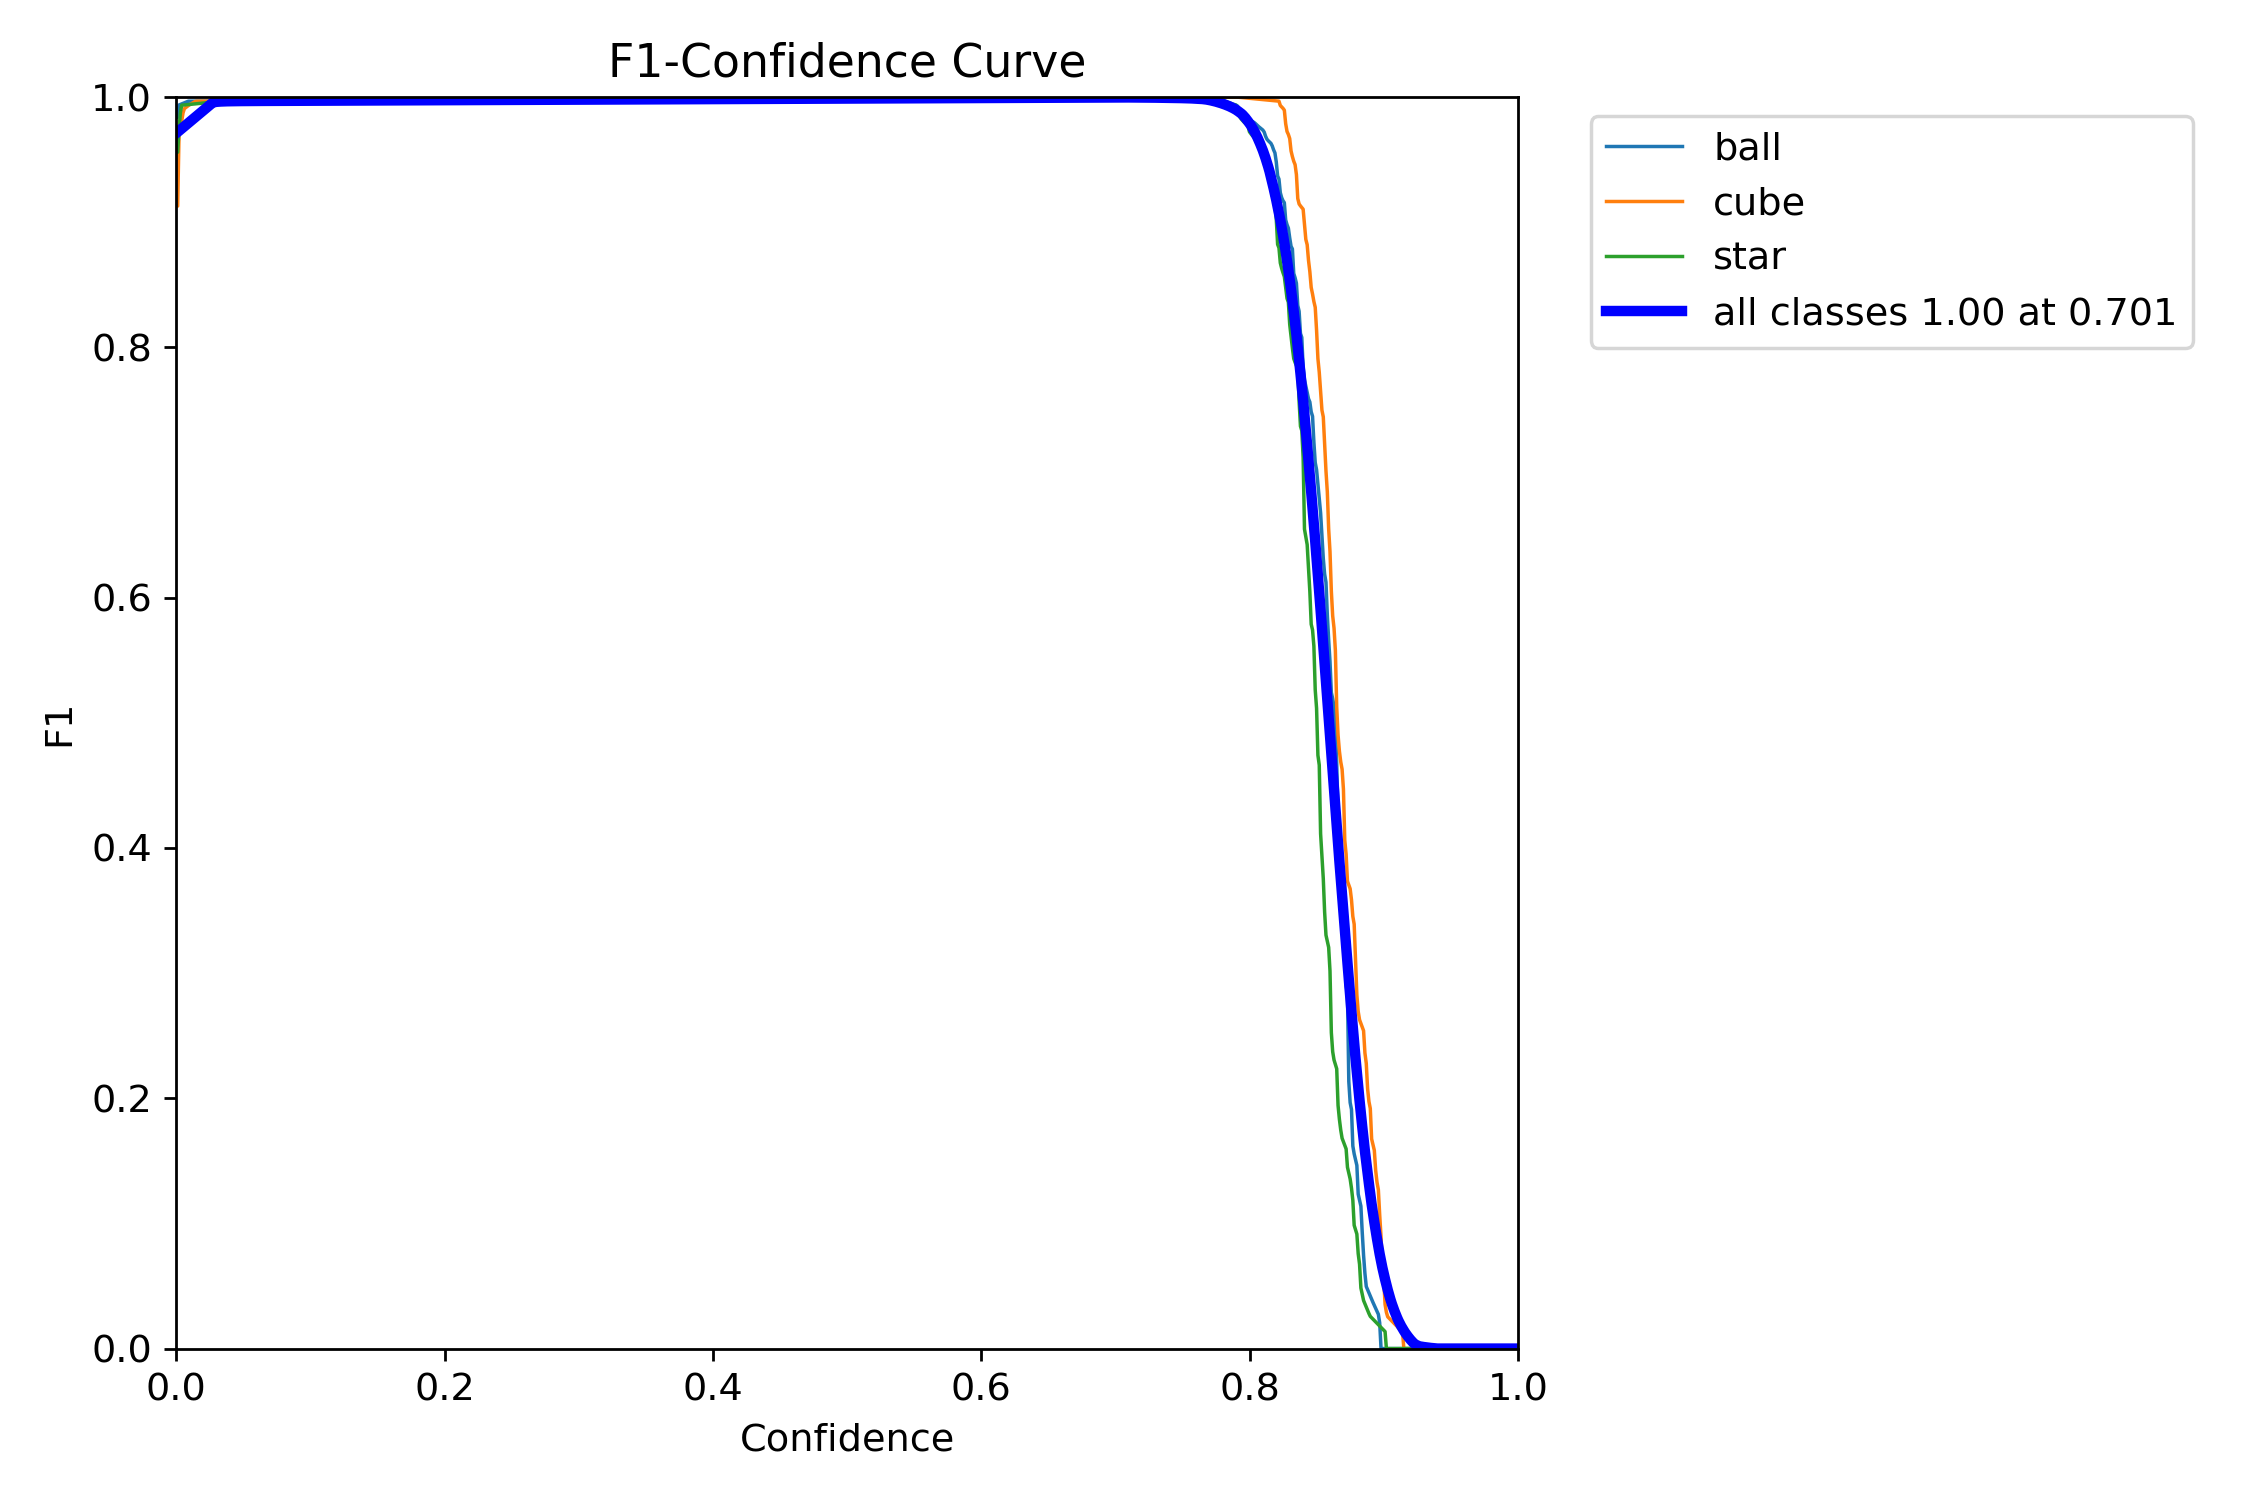 F1-Confidence Curve
1.0
0.8
0.6
0.4
0.2
0.0
F1
0.0 0.2 0.4 0.6 0.8 1.0
Confidence
ball
cube
star
all classes 1.00 at 0.701